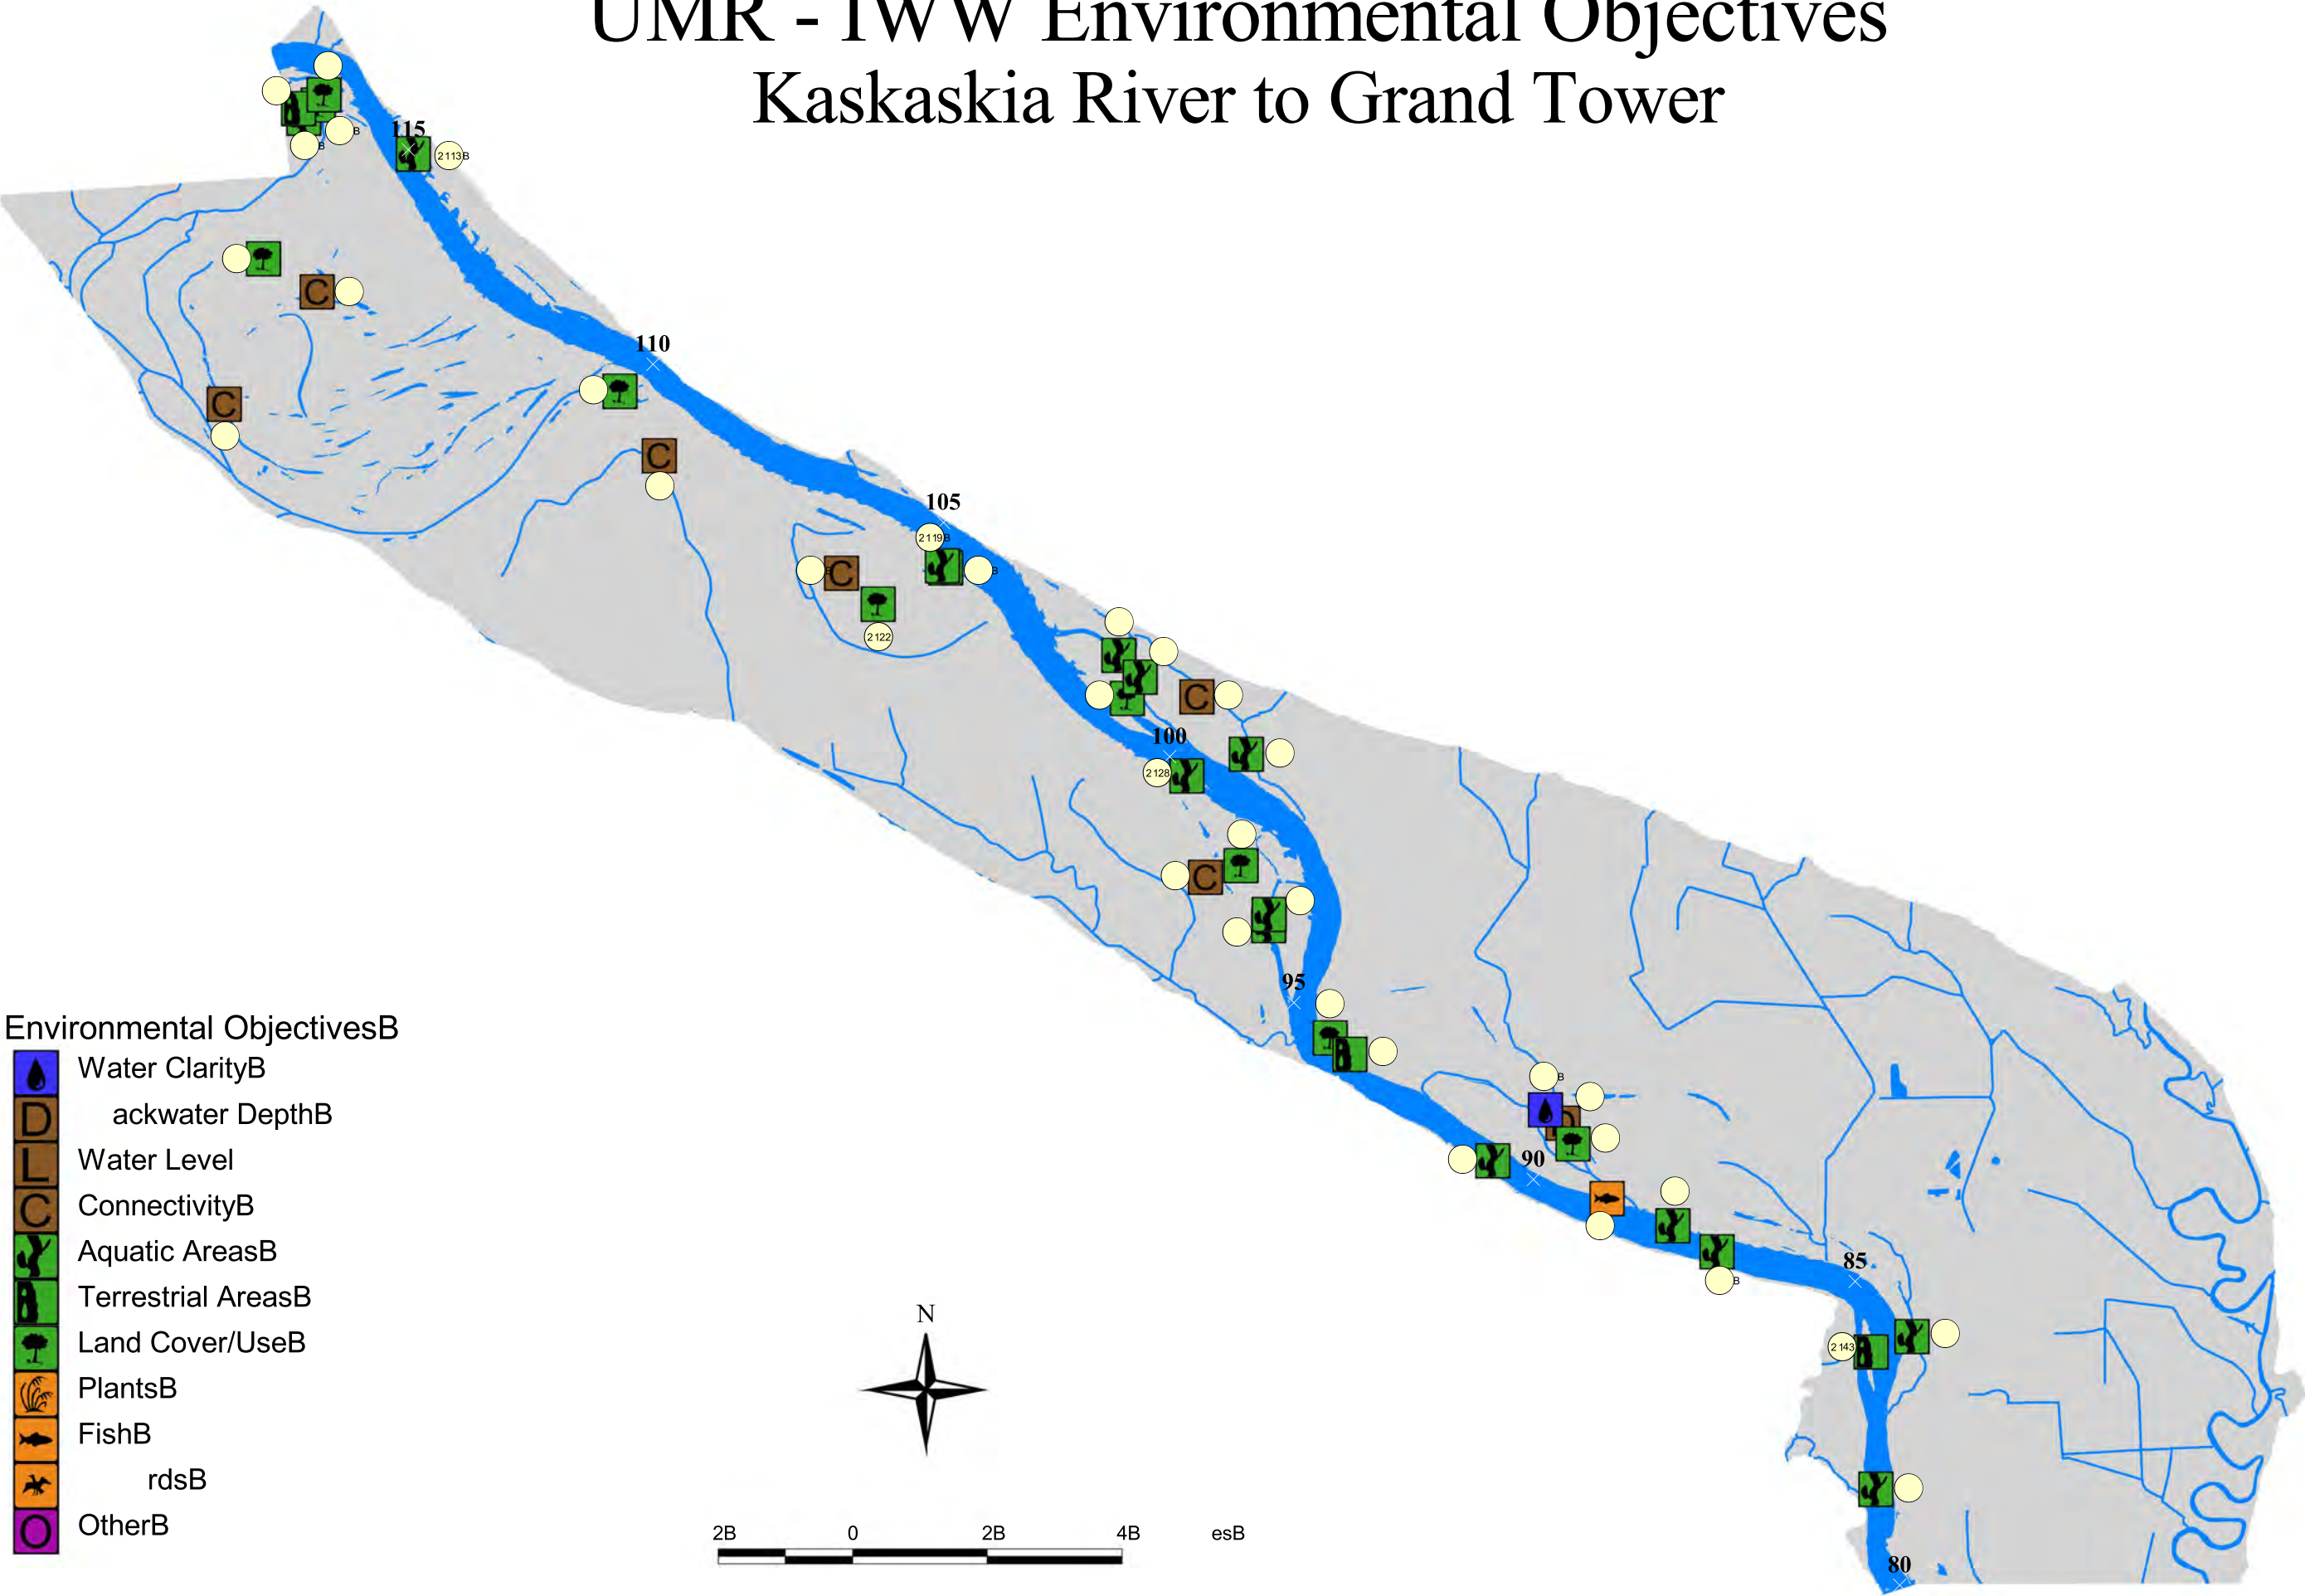 UMR - IWW Environmental Objectives
Kaskaskia River to Grand Tower
B
B
115
2113B
C
110
C
C
105
2119B
B
C
B
2122
C
100
2128
C
95
B
D
90
85
B
2143
80
Environmental ObjectivesB
Water ClarityB
D ackwater DepthB
L Water Level
C ConnectivityB
Aquatic AreasB
Terrestrial AreasB
Land Cover/UseB
PlantsB
FishB
rdsB
O OtherB
N
2B 0 2B 4B esB